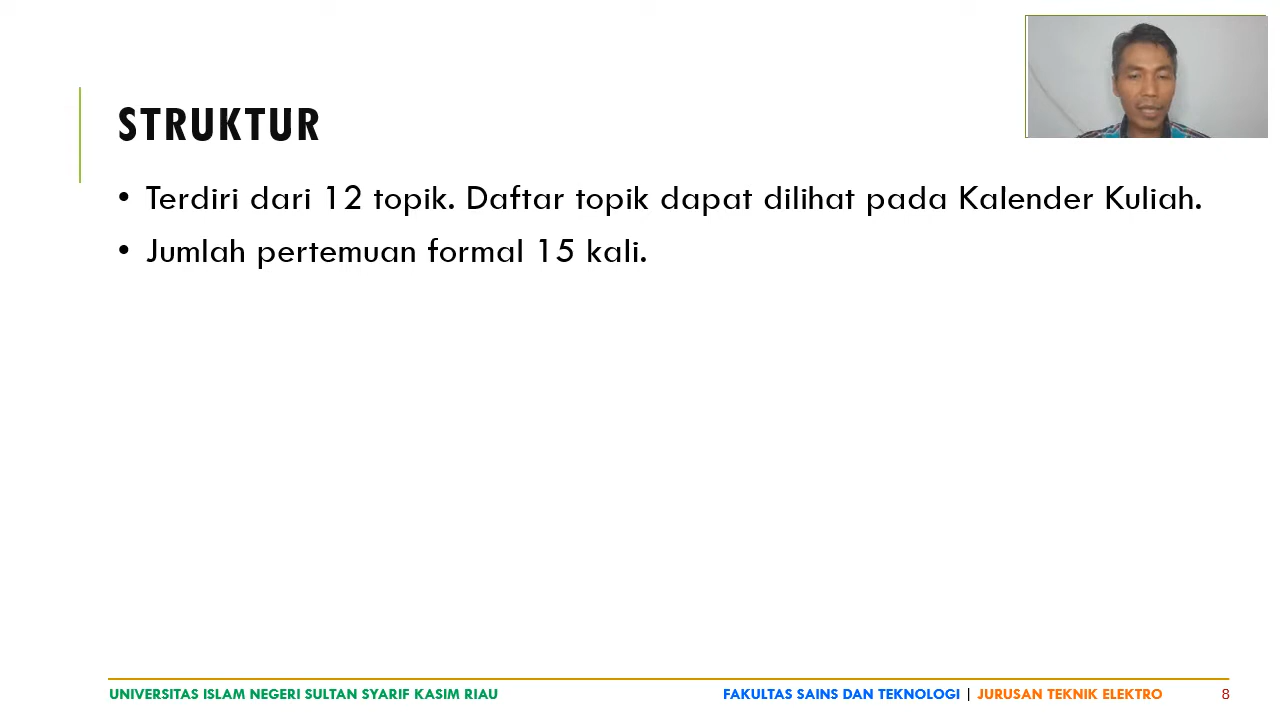 STRUKTUR
• Terdiri dari 12 topik. Daftar topik dapat dilihat pada Kalender Kuliah.
• Jumlah pertemuan formal 15 kali.
UNIVERSITAS ISLAM NEGERI SULTAN SYARIF KASIM RIAU FAKULTAS SAINS DAN TEKNOLOGI | JURUSAN TEKNIK ELEKTRO 8